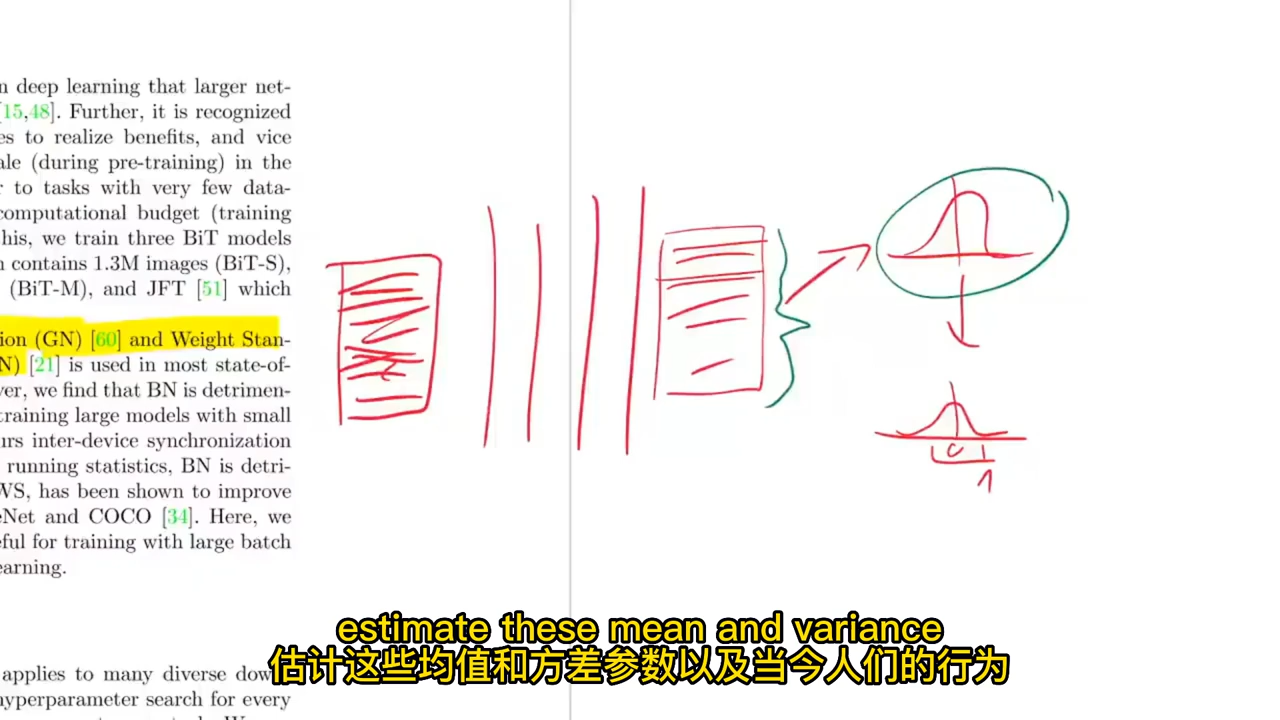 n deep learning that larger net-
[15,48]. Further, it is recognized
es to realize benefits, and vice
ale (during pre-training) in the
r to tasks with very few data-
computational budget (training
his, we train three BiT models
n contains 1.3M images (BiT-S),
(BiT-M), and JFT [51] which
ion (GN) [60] and Weight Stan-
N) [21] is used in most state-of-
ver, we find that BN is detrimen-
training large models with small
urs inter-device synchronization
running statistics, BN is detri-
WS, has been shown to improve
eNet and COCO [34]. Here, we
eful for training with large batch
earning.
applies to many diverse dow
hyperparameter search for every
0
1
estimate these mean and variance
估计这些均值和方差参数以及当今人们的行为